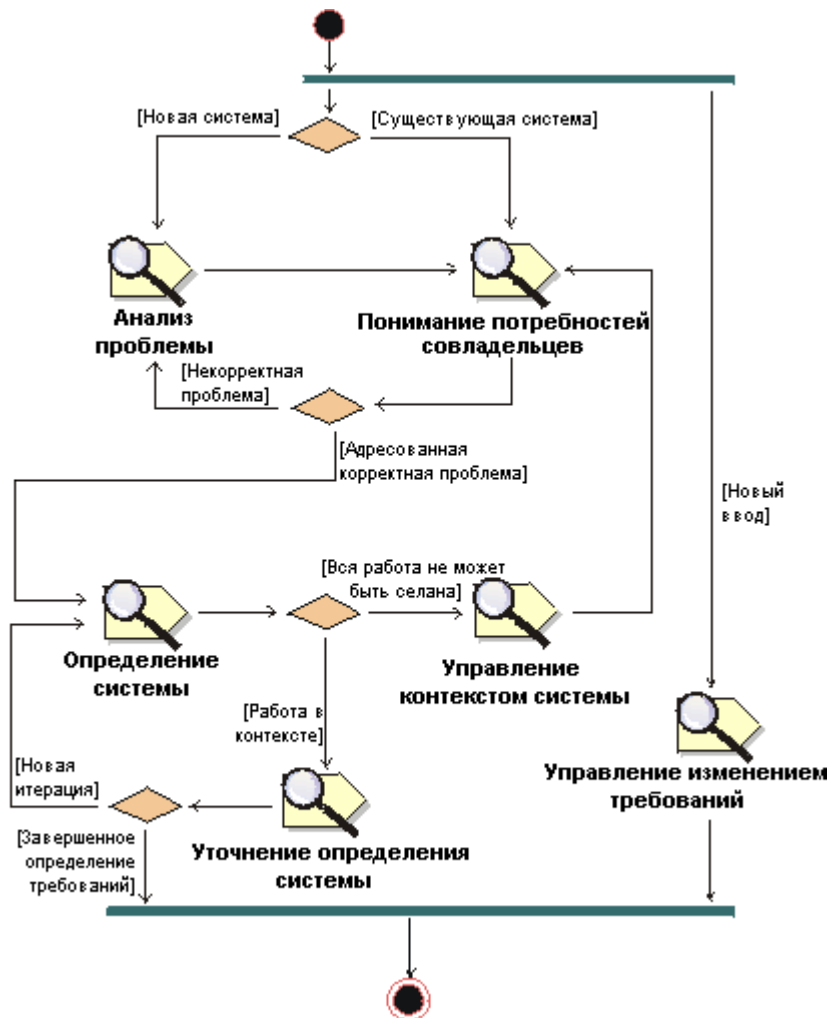 [Новая система]
[Существующая система]
Анализ
проблемы
Понимание потребностей
совладельцев
[Некорректная
проблема]
[Адресованная
корректная проблема]
[Новый
ввод]
[Вся работа не может
быть селана]
Определение
системы
Управление
контекстом системы
[Работа в
контексте]
Управление изменением
требований
[Новая
итерация]
Уточнение определения
системы
[Завершенное
определение
требований]